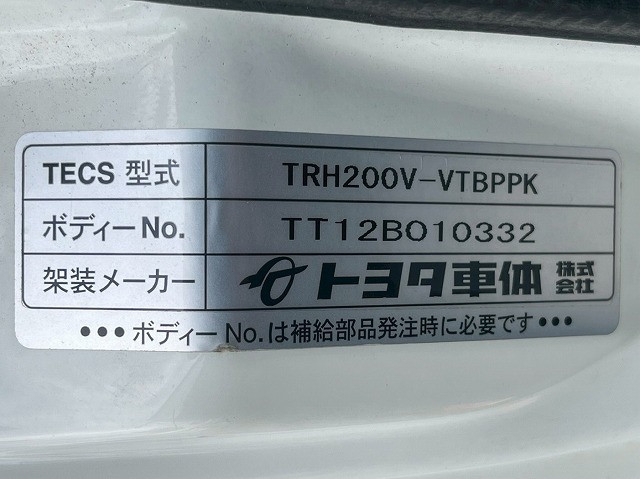 TECS 型式 TRH200V-VTBPPK
ボディーNo. TT12B010332
架装メーカー トヨタ車体 株式会社
●●●ボディーNo.は補給部品発注時に必要です●●●